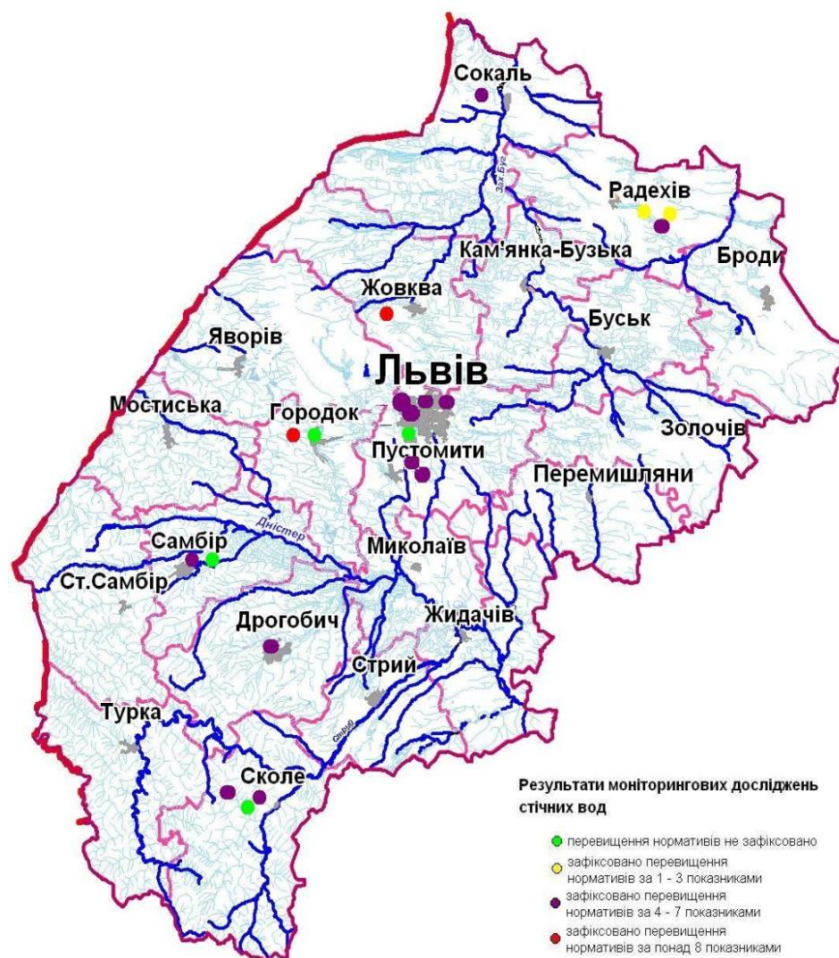 Сокаль
Зах.Буг
Радехів
Кам'янка-Бузька
Броди
Жовква
Буськ
Яворів
Львів
Мостиська
Городок
Золочів
Пустомити
Перемишляни
Дністер
Самбір
Миколаїв
Ст.Самбір
Дрогобич
Жидачів
Стрий
Турка
Сколе
Результати моніторингових досліджень
стічних вод
перевищення нормативів не зафіксовано
зафіксовано перевищення
нормативів за 1 - 3 показниками
зафіксовано перевищення
нормативів за 4 - 7 показниками
зафіксовано перевищення
нормативів за понад 8 показниками